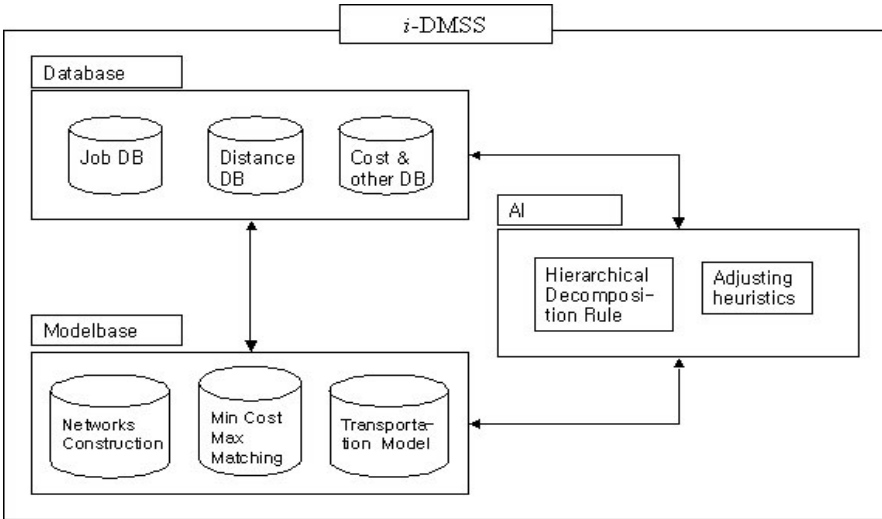 i-DMSS
Database
Job DB
Distance
DB
Cost &
other DB
AI
Hierarchical
Decomposi-
tion Rule
Adjusting
heuristics
Modelbase
Networks
Construction
Min Cost
Max
Matching
Transporta-
tion Model